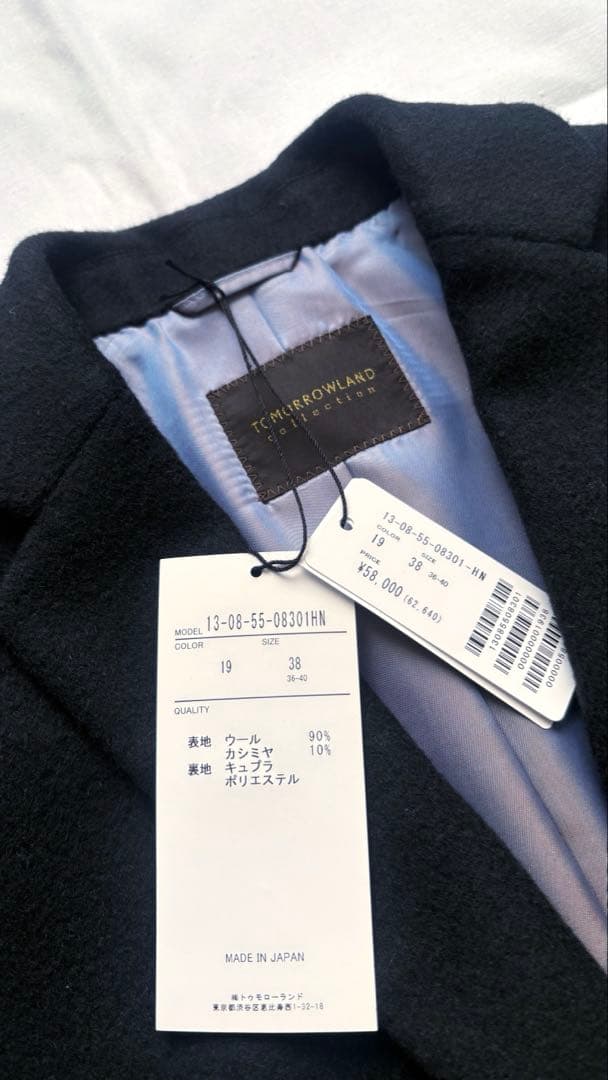 TOMORROWLAND
collection
13-08-55-08301-HN
COLOR SIZE
19 38 36-40
PRICE
¥58,000(62,640)
13085508301
00000001938
MODEL 13-08-55-08301HN
COLOR SIZE
19 38
36-40
QUALITY
表地 ウール 90%
カシミヤ 10%
裏地 キュプラ
ポリエステル
MADE IN JAPAN
㈱トゥモローランド
東京都渋谷区恵比寿西1-32-18